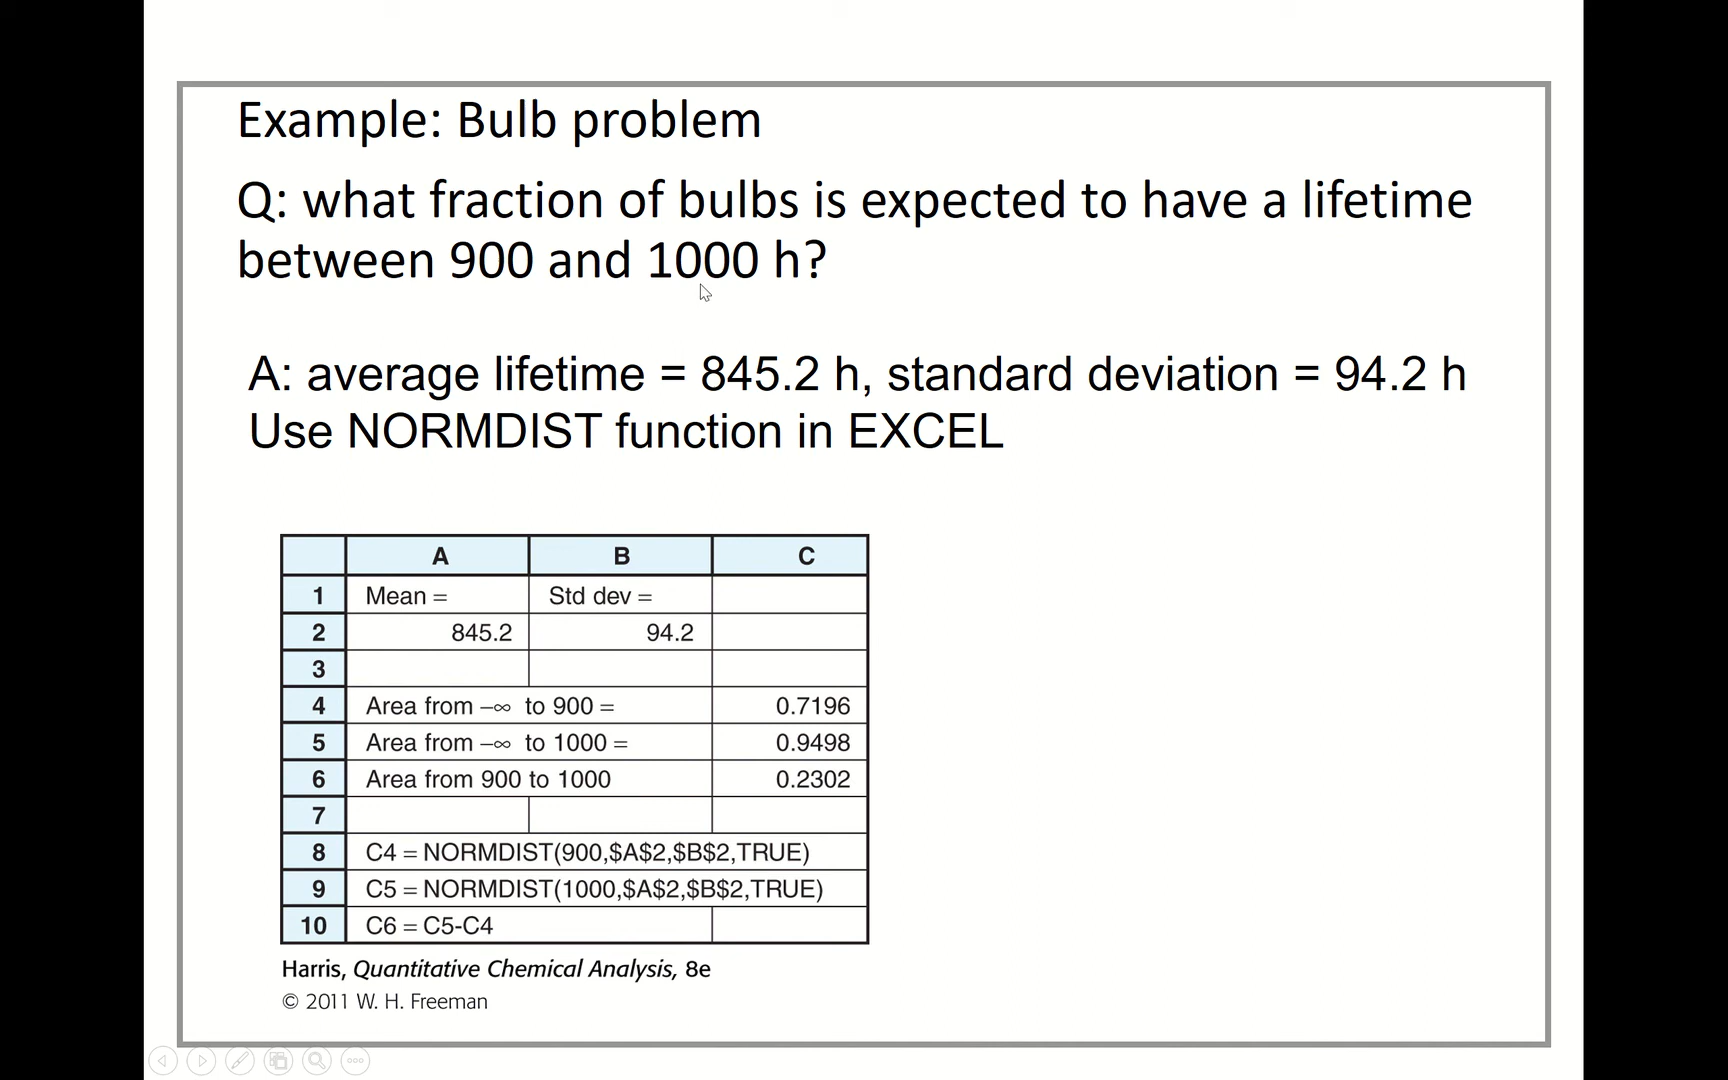 Example: Bulb problem
Q: what fraction of bulbs is expected to have a lifetime
between 900 and 1000 h?
A: average lifetime = 845.2 h, standard deviation = 94.2 h
Use NORMDIST function in EXCEL
A B C
1 Mean = Std dev =
2 845.2 94.2
3
4 Area from −∞ to 900 = 0.7196
5 Area from −∞ to 1000 = 0.9498
6 Area from 900 to 1000 0.2302
7
8 C4 = NORMDIST(900,$A$2,$B$2,TRUE)
9 C5 = NORMDIST(1000,$A$2,$B$2,TRUE)
10 C6 = C5-C4
Harris, Quantitative Chemical Analysis, 8e
© 2011 W. H. Freeman